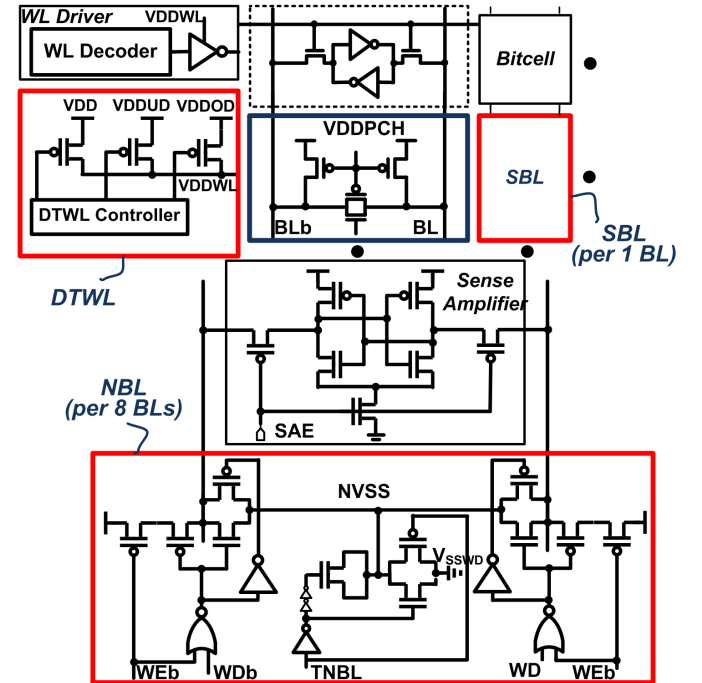 WL Driver
VDDWL
WL Decoder
Bitcell
VDD VDDUD VDDOD
VDDWL
DTWL Controller
DTWL
VDDPCH
BLb
BL
SBL
SBL
(per 1 BL)
Sense
Amplifier
SAE
NBL
(per 8 BLs)
NVSS
VSSWD
WEb
WDb
TNBL
WD
WEb